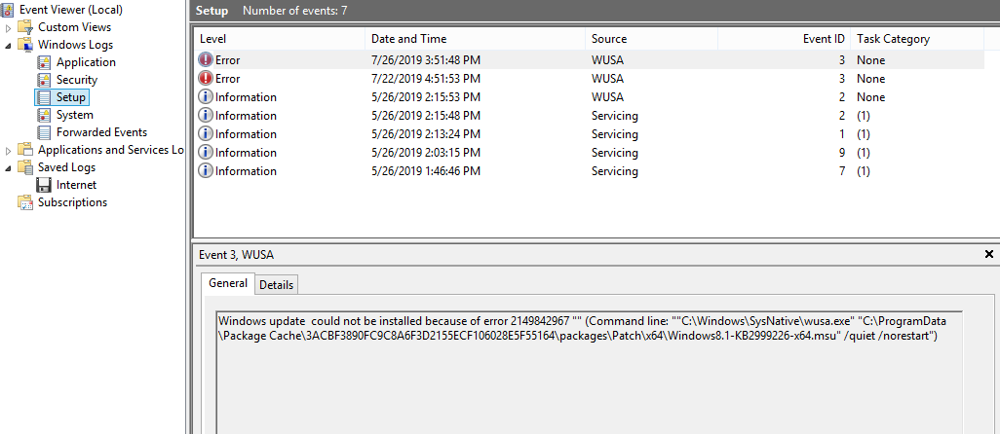 Event Viewer (Local)
Custom Views
Windows Logs
Application
Security
Setup
System
Forwarded Events
Applications and Services Lo
Saved Logs
Internet
Subscriptions
Setup Number of events: 7
Level Date and Time Source Event ID Task Category
Error 7/26/2019 3:51:48 PM WUSA 3 None
Error 7/22/2019 4:51:53 PM WUSA 3 None
Information 5/26/2019 2:15:53 PM WUSA 2 None
Information 5/26/2019 2:15:48 PM Servicing 2 (1)
Information 5/26/2019 2:13:24 PM Servicing 1 (1)
Information 5/26/2019 2:03:15 PM Servicing 9 (1)
Information 5/26/2019 1:46:46 PM Servicing 7 (1)
Event 3, WUSA
General Details
Windows update  could not be installed because of error 2149842967 "" (Command line: ""C:\Windows\SysNative\wusa.exe" "C:\ProgramData
\Package Cache\3ACBF3890FC9C8A6F3D2155ECF106028E5F55164\packages\Patch\x64\Windows8.1-KB2999226-x64.msu" /quiet /norestart")